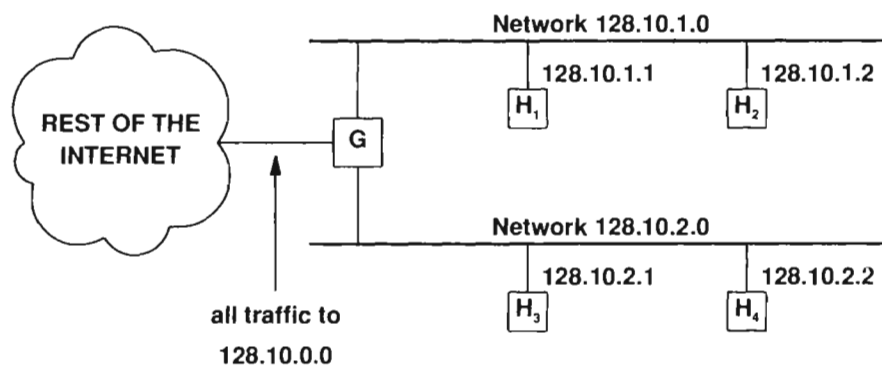 Network 128.10.1.0
128.10.1.1
128.10.1.2
H₁
H₂
REST OF THE
INTERNET
G
Network 128.10.2.0
128.10.2.1
128.10.2.2
H₃
H₄
all traffic to
128.10.0.0